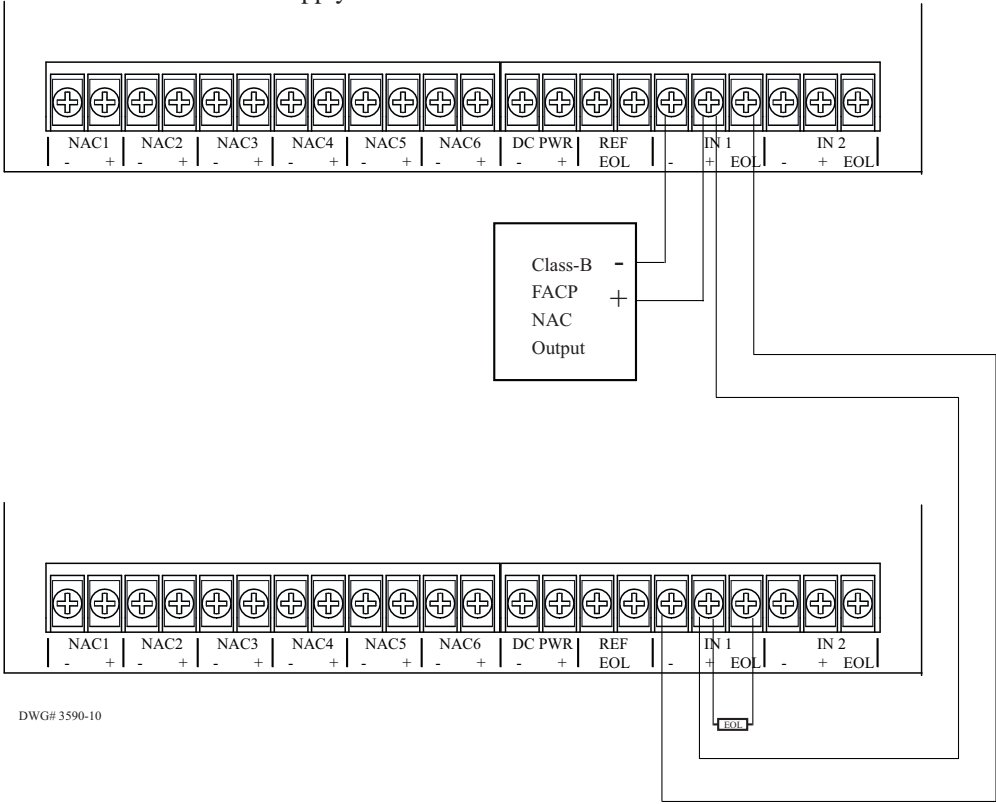 NAC1 NAC2 NAC3 NAC4 NAC5 NAC6 DC PWR REF IN 1 IN 2
- + - + - + - + - + - + - + EOL - + EOL - + EOL
Class-B -
FACP +
NAC
Output
NAC1 NAC2 NAC3 NAC4 NAC5 NAC6 DC PWR REF IN 1 IN 2
- + - + - + - + - + - + - + EOL - + EOL - + EOL
DWG# 3590-10
EOL